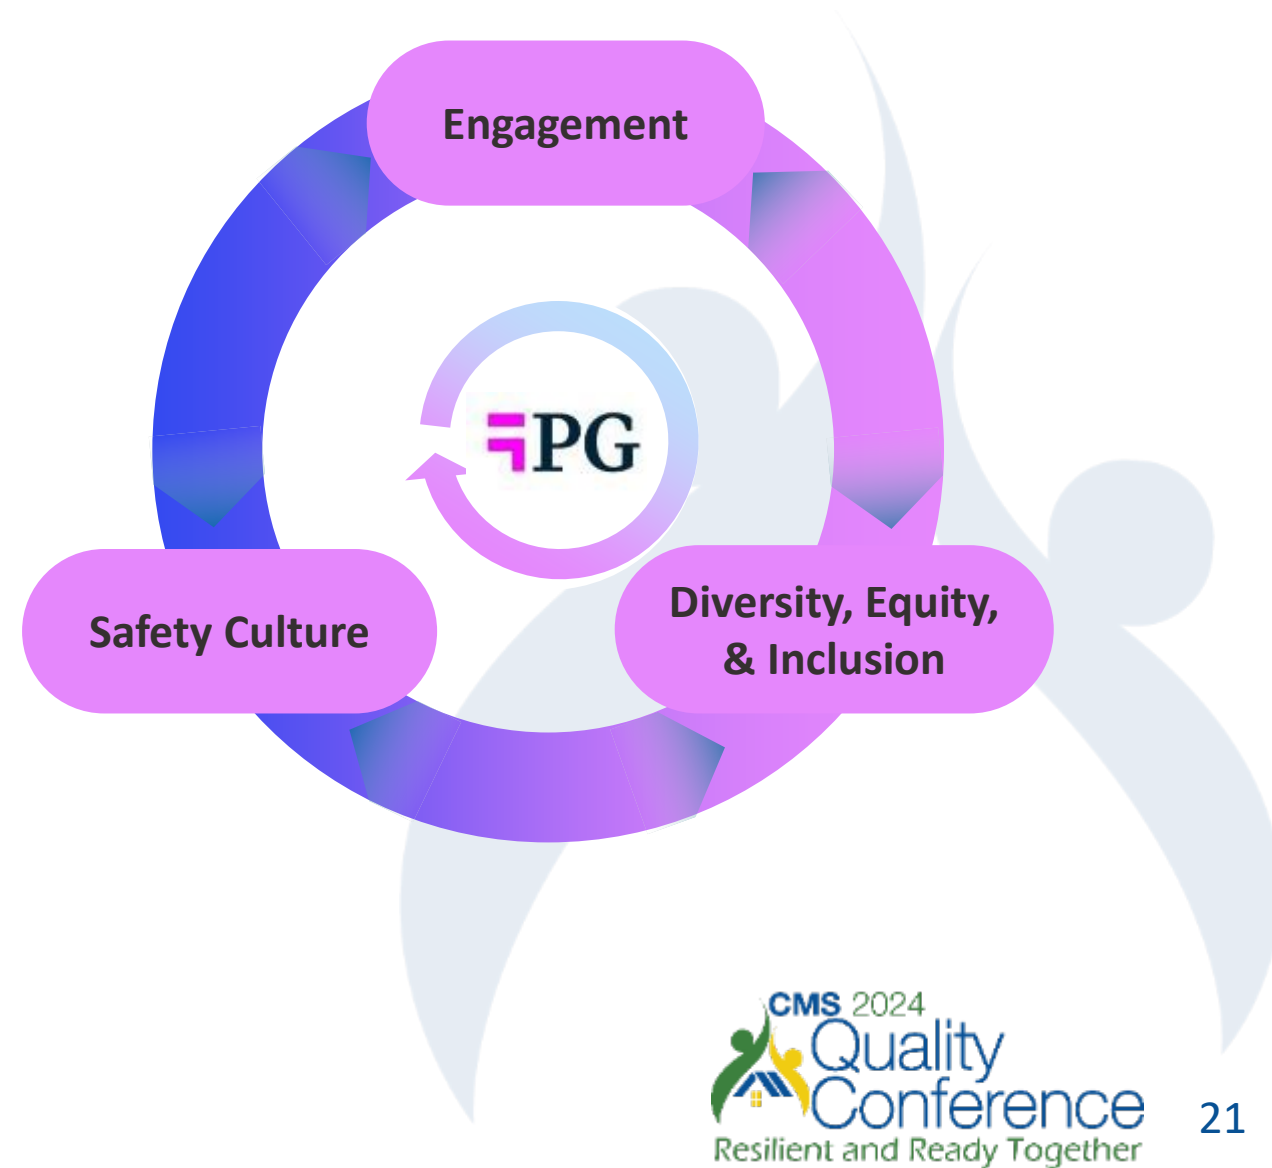 Engagement
PG
Safety Culture
Diversity, Equity,
& Inclusion
CMS 2024
Quality
Conference
Resilient and Ready Together
21